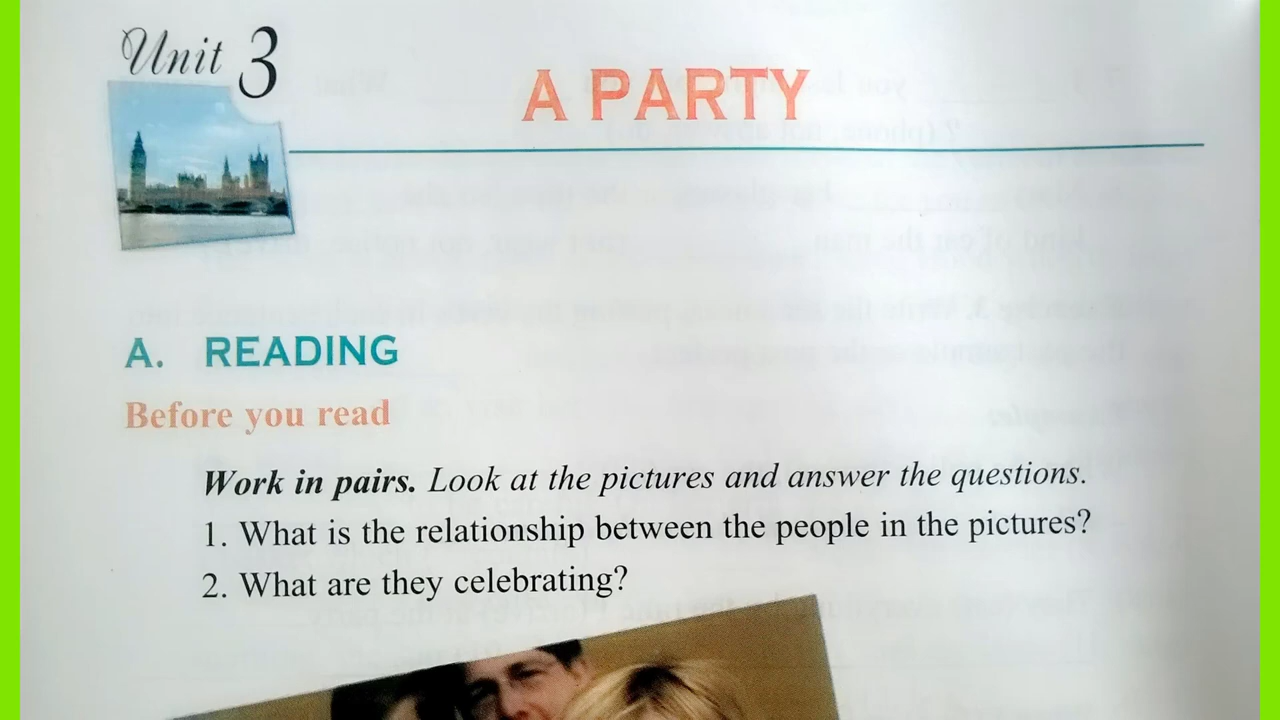 Unit 3
A PARTY
A. READING
Before you read
Work in pairs. Look at the pictures and answer the questions.
1. What is the relationship between the people in the pictures?
2. What are they celebrating?